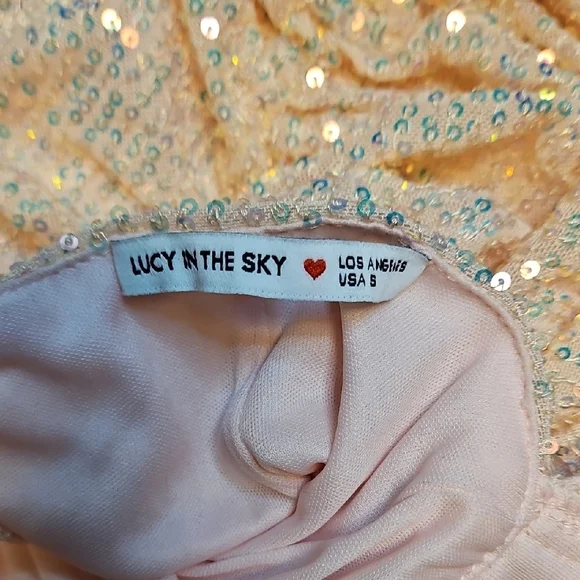 LUCY IN THE SKY ❤ LOS ANGELES
USA S